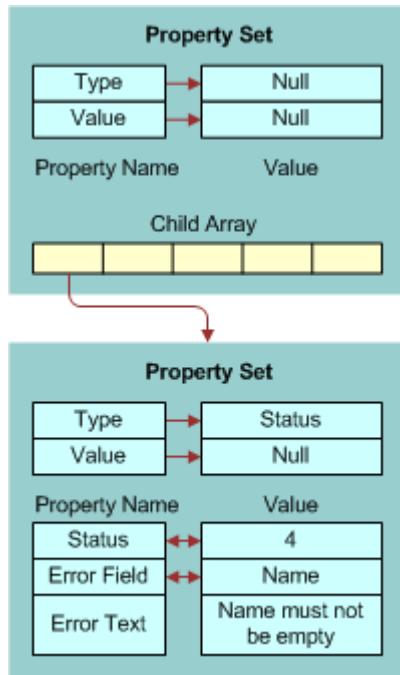 Property Set
Type Null
Value Null
Property Name Value
Child Array
Property Set
Type Status
Value Null
Property Name Value
Status 4
Error Field Name
Error Text Name must not
be empty